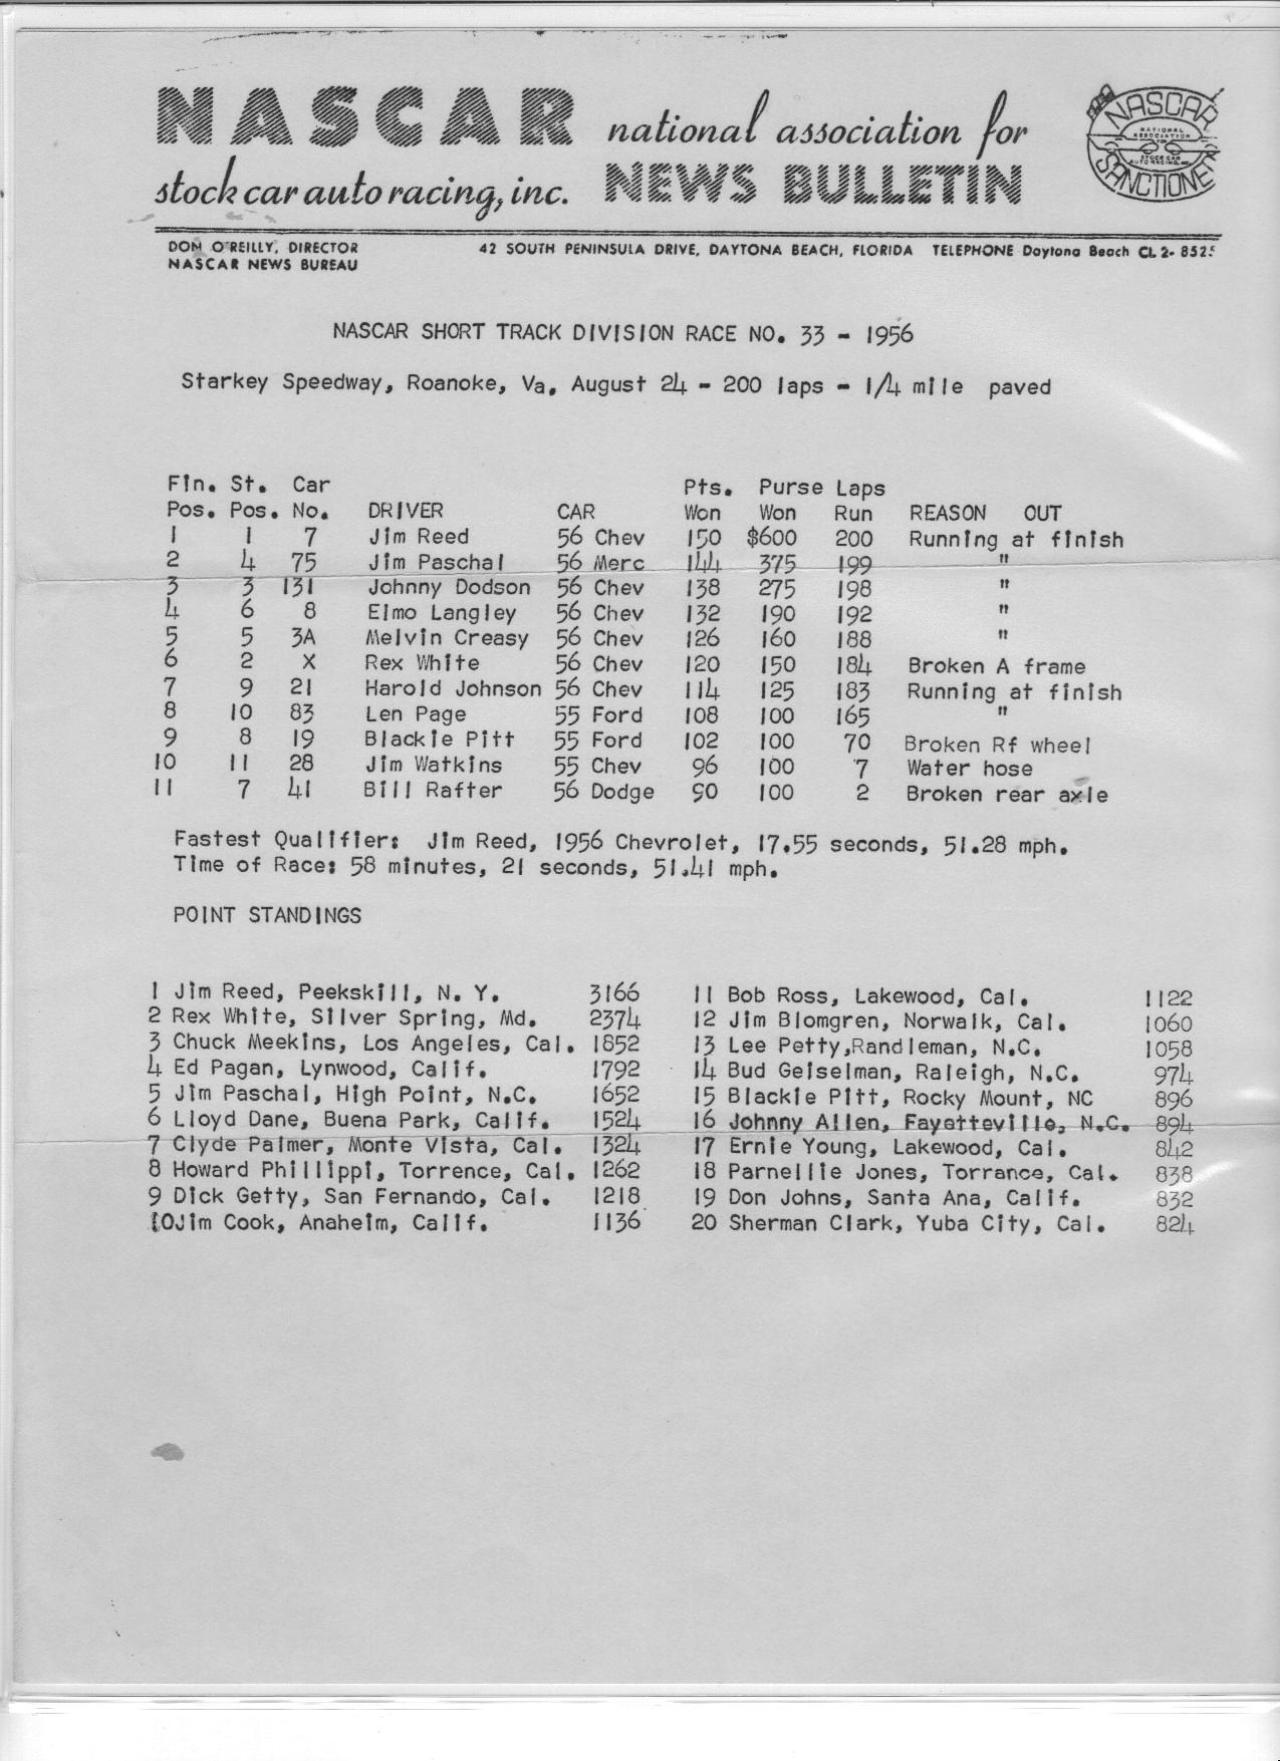 NASCAR national association for
stock car auto racing, inc. NEWS BULLETIN
NASCAR
NATIONAL
ASSOCIATION
FOR
STOCK CAR
AUTO RACING, INC.
SANCTIONED
DON O'REILLY, DIRECTOR 42 SOUTH PENINSULA DRIVE, DAYTONA BEACH, FLORIDA TELEPHONE Daytona Beach CL 2- 8525
NASCAR NEWS BUREAU
NASCAR SHORT TRACK DIVISION RACE NO. 33 - 1956
Starkey Speedway, Roanoke, Va. August 24 - 200 laps - 1/4 mile paved
Fin. St. Car Pts. Purse Laps
Pos. Pos. No. DRIVER CAR Won Won Run REASON OUT
1 1 7 Jim Reed 56 Chev 150 $600 200 Running at finish
2 4 75 Jim Paschal 56 Merc 144 375 199 "
3 3 131 Johnny Dodson 56 Chev 138 275 198 "
4 6 8 Elmo Langley 56 Chev 132 190 192 "
5 5 3A Melvin Creasy 56 Chev 126 160 188 "
6 2 X Rex White 56 Chev 120 150 184 Broken A frame
7 9 21 Harold Johnson 56 Chev 114 125 183 Running at finish
8 10 83 Len Page 55 Ford 108 100 165 "
9 8 19 Blackie Pitt 55 Ford 102 100 70 Broken Rf wheel
10 11 28 Jim Watkins 55 Chev 96 100 7 Water hose
11 7 41 Bill Rafter 56 Dodge 90 100 2 Broken rear axle
Fastest Qualifier: Jim Reed, 1956 Chevrolet, 17.55 seconds, 51.28 mph.
Time of Race: 58 minutes, 21 seconds, 51.41 mph.
POINT STANDINGS
1 Jim Reed, Peekskill, N. Y. 3166
2 Rex White, Silver Spring, Md. 2374
3 Chuck Meekins, Los Angeles, Cal. 1852
4 Ed Pagan, Lynwood, Calif. 1792
5 Jim Paschal, High Point, N.C. 1652
6 Lloyd Dane, Buena Park, Calif. 1524
7 Clyde Palmer, Monte Vista, Cal. 1324
8 Howard Phillippi, Torrence, Cal. 1262
9 Dick Getty, San Fernando, Cal. 1218
10Jim Cook, Anaheim, Calif. 1136
11 Bob Ross, Lakewood, Cal. 1122
12 Jim Blomgren, Norwalk, Cal. 1060
13 Lee Petty,Randleman, N.C. 1058
14 Bud Geiselman, Raleigh, N.C. 974
15 Blackie Pitt, Rocky Mount, NC 896
16 Johnny Allen, Fayetteville, N.C. 894
17 Ernie Young, Lakewood, Cal. 842
18 Parnellie Jones, Torrance, Cal. 838
19 Don Johns, Santa Ana, Calif. 832
20 Sherman Clark, Yuba City, Cal. 824